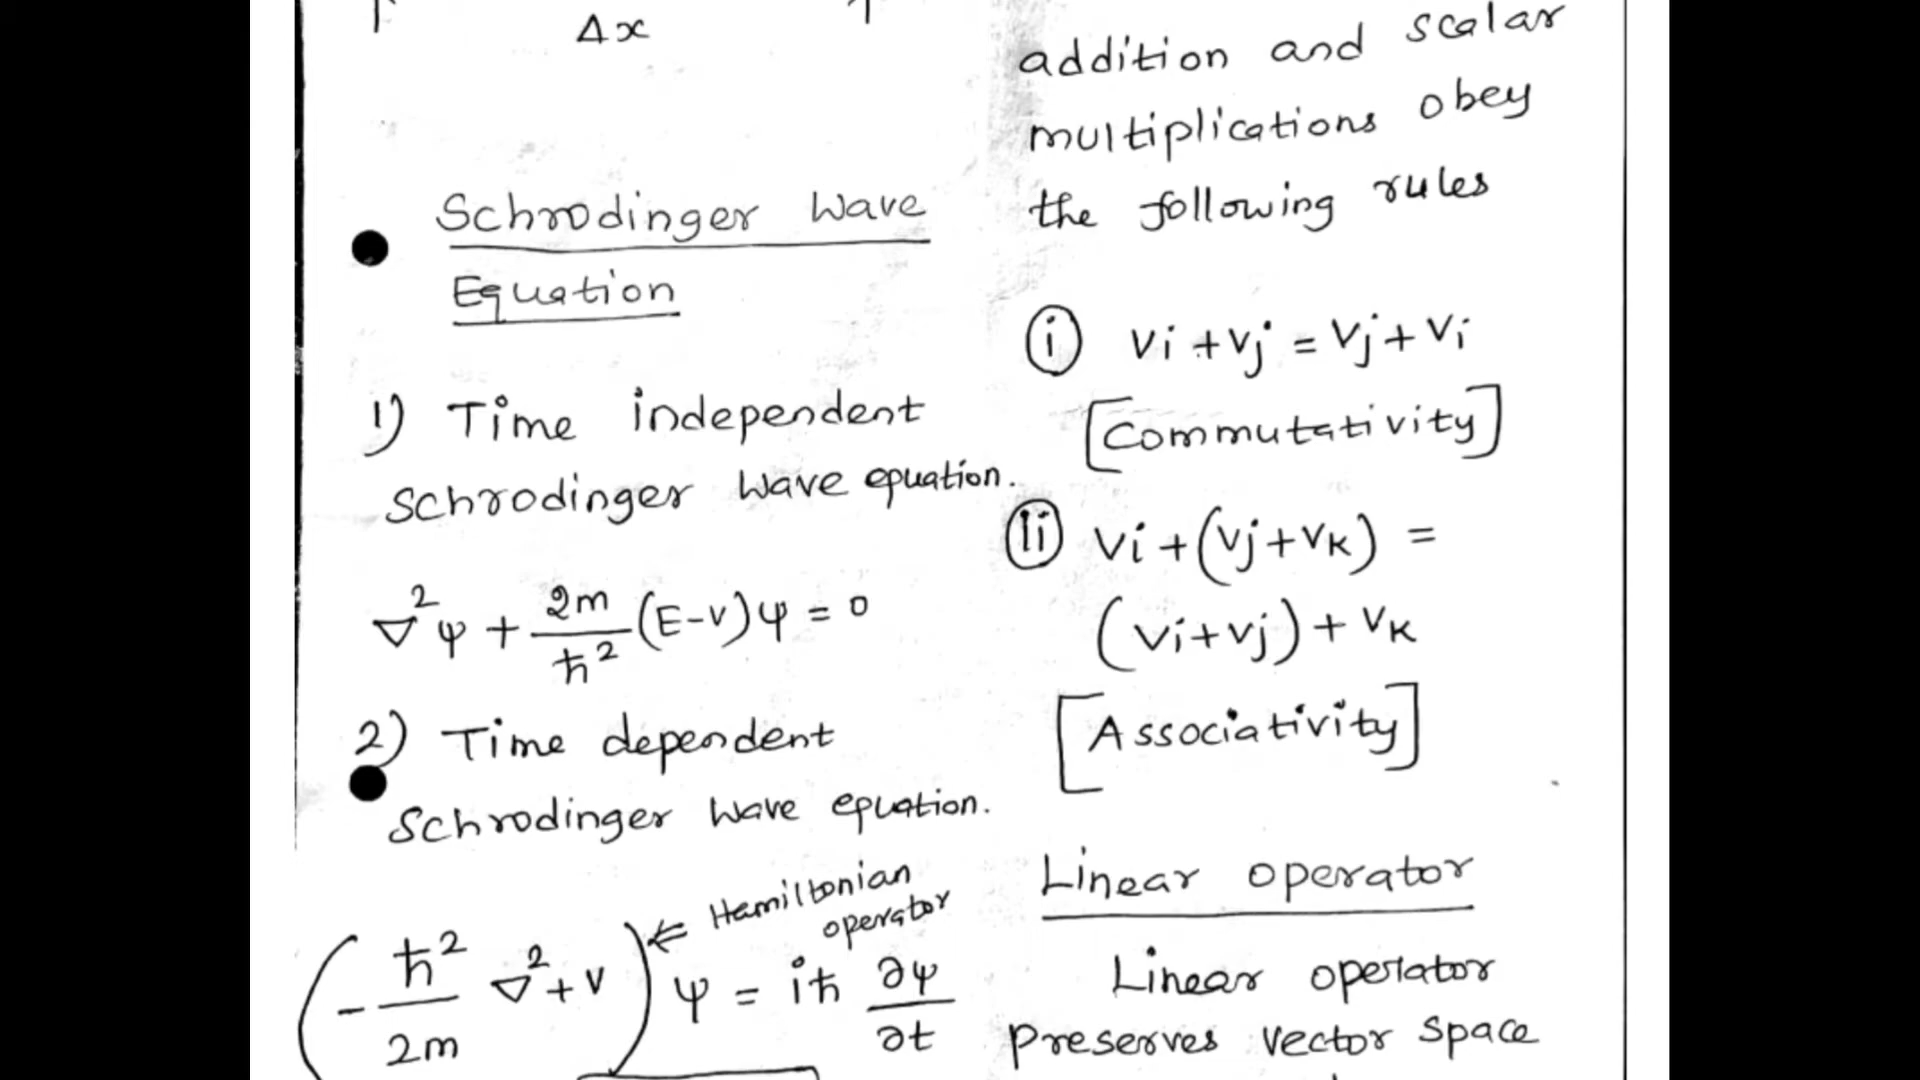 Δx
Schrodinger Wave
Equation
1) Time independent
Schrodinger Wave equation.
∇²ψ + 2m/ħ² (E-V)ψ = 0
2) Time dependent
Schrodinger Wave equation.
← Hamiltonian
operator
(-ħ²/2m ∇² + V) ψ = iħ ∂ψ/∂t
addition and scalar
multiplications obey
the following rules
(i) Vi + Vj = Vj + Vi
[Commutativity]
(ii) Vi + (Vj + VK) =
(Vi + Vj) + VK
[Associativity]
Linear operator
Linear operator
preserves vector space